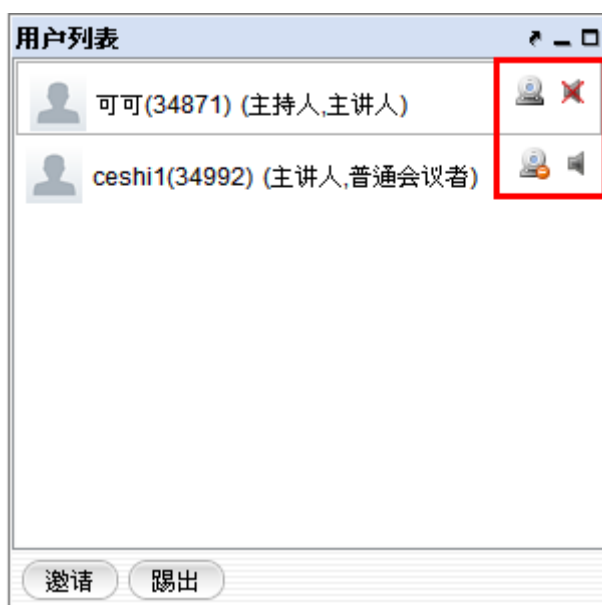 用户列表
可可(34871) (主持人,主讲人)
ceshi1(34992) (主讲人,普通会议者)
邀请 踢出